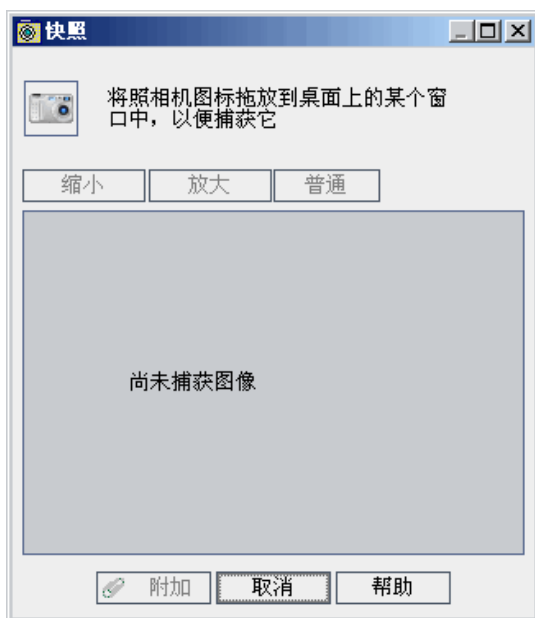 快照
将照相机图标拖放到桌面上的某个窗
口中，以便捕获它
缩小 放大 普通
尚未捕获图像
附加 取消 帮助